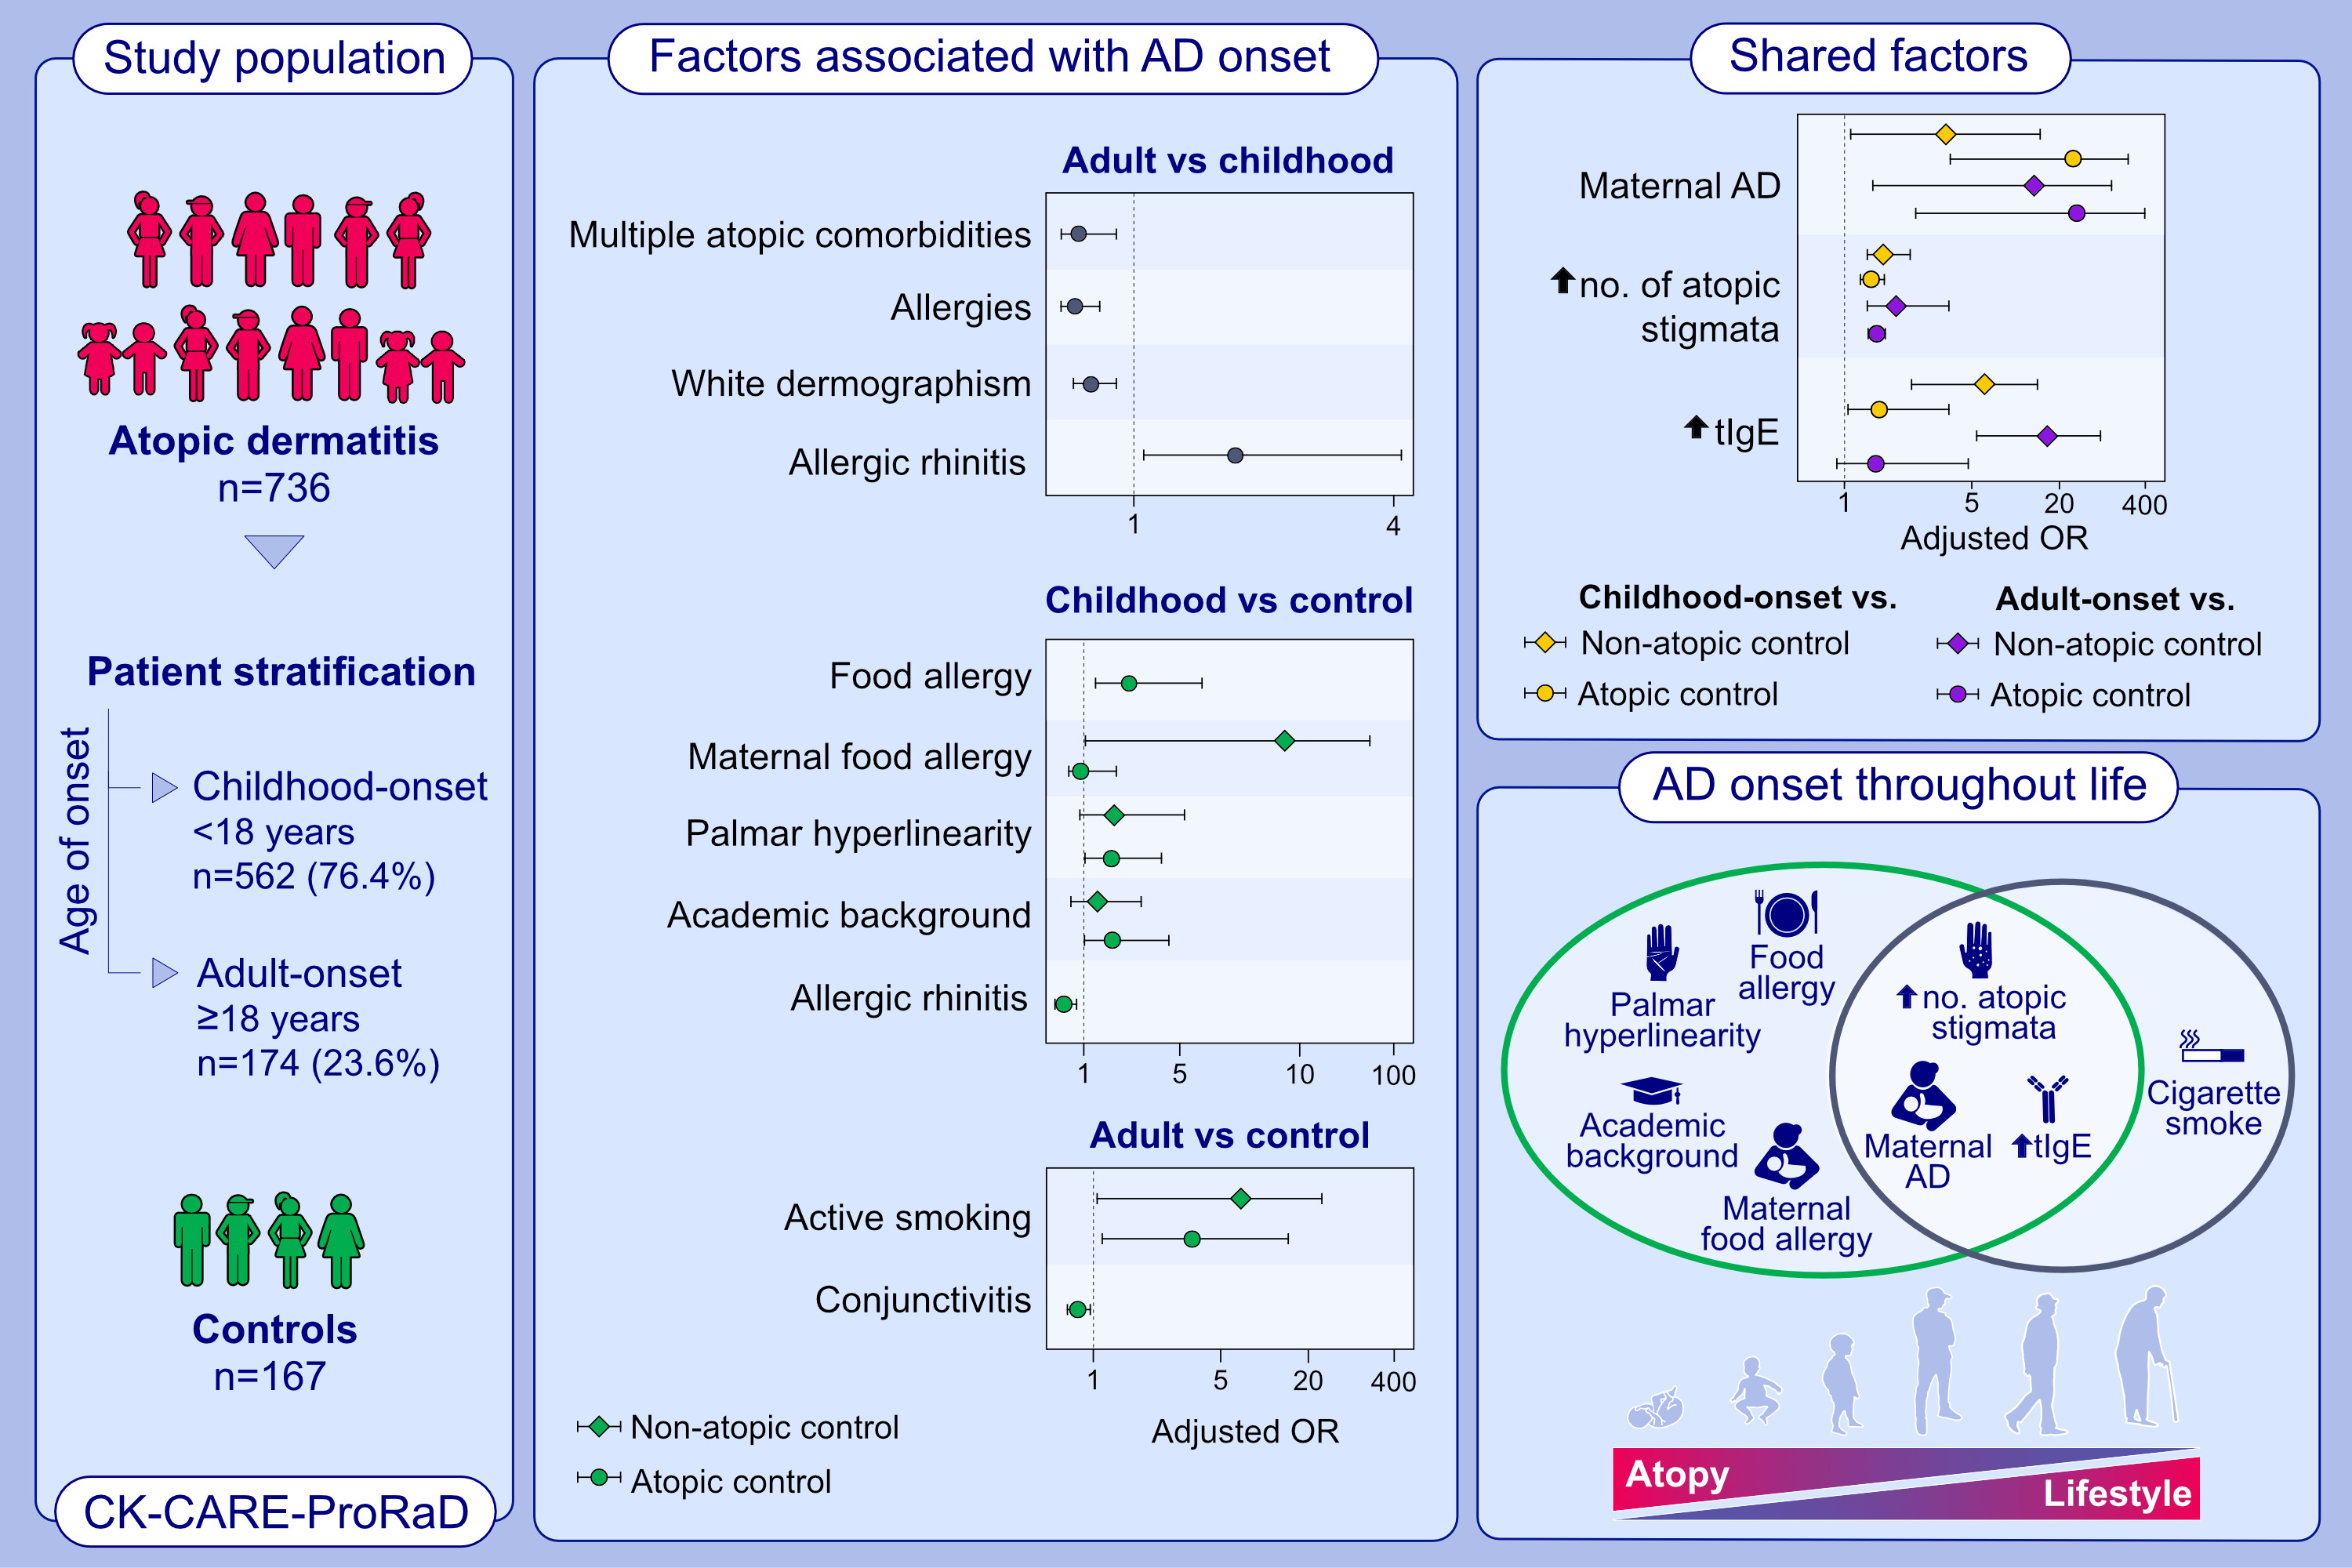 Study population
Atopic dermatitis
n=736
Patient stratification
Age of onset
Childhood-onset
<18 years
n=562 (76.4%)
Adult-onset
≥18 years
n=174 (23.6%)
Controls
n=167
CK-CARE-ProRaD
Factors associated with AD onset
Adult vs childhood
Multiple atopic comorbidities
Allergies
White dermographism
Allergic rhinitis
1 4
Childhood vs control
Food allergy
Maternal food allergy
Palmar hyperlinearity
Academic background
Allergic rhinitis
1 5 10 100
Adult vs control
Active smoking
Conjunctivitis
1 5 20 400
Adjusted OR
Non-atopic control
Atopic control
Shared factors
Maternal AD
no. of atopic
stigmata
tIgE
1 5 20 400
Adjusted OR
Childhood-onset vs.
Non-atopic control
Atopic control
Adult-onset vs.
Non-atopic control
Atopic control
AD onset throughout life
Food
allergy
Palmar
hyperlinearity
Academic
background
Maternal
food allergy
no. atopic
stigmata
Maternal
AD
tIgE
Cigarette
smoke
Atopy
Lifestyle